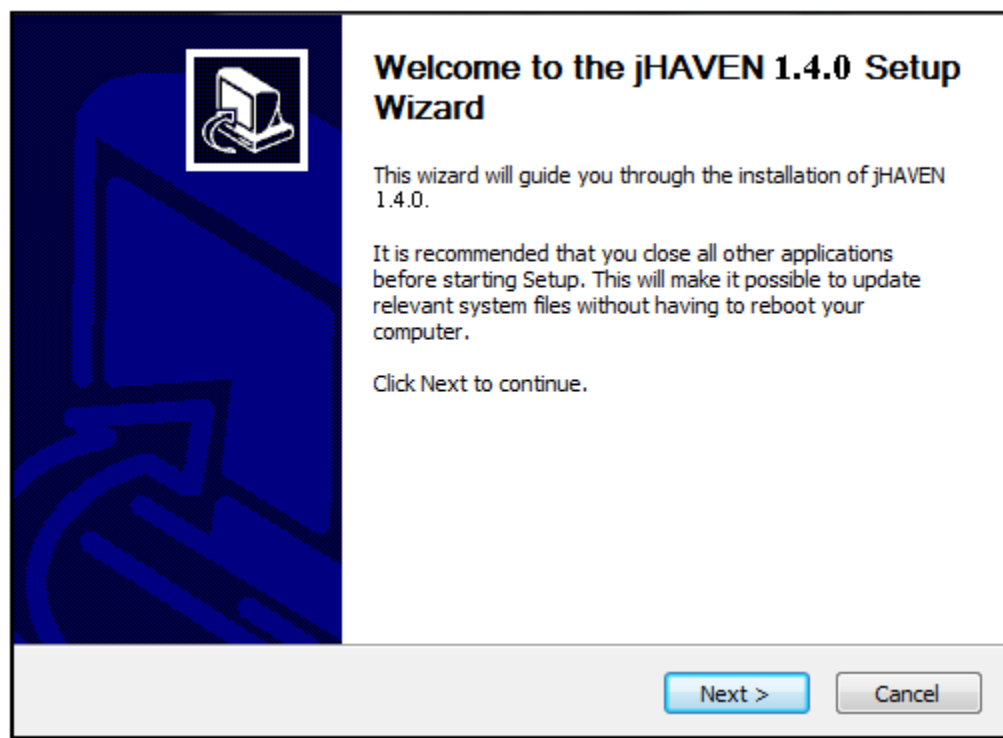 Welcome to the jHAVEN 1.4.0 Setup
Wizard
This wizard will guide you through the installation of jHAVEN
1.4.0.
It is recommended that you close all other applications
before starting Setup. This will make it possible to update
relevant system files without having to reboot your
computer.
Click Next to continue.
Next >
Cancel